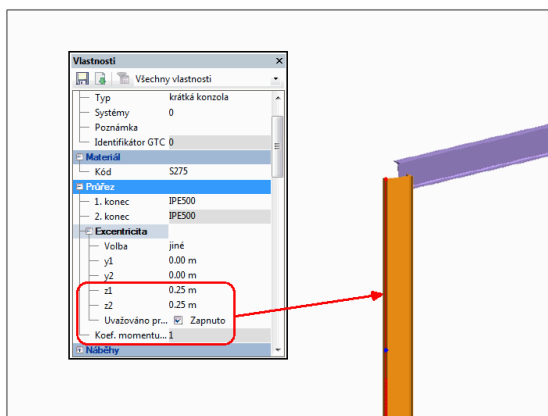 Vlastnosti
Všechny vlastnosti
Typ krátká konzola
Systémy 0
Poznámka
Identifikátor GTC 0
Materiál
Kód S275
Průřez
1. konec IPE500
2. konec IPE500
Excentricita
Volba jiné
y1 0.00 m
y2 0.00 m
z1 0.25 m
z2 0.25 m
Uvažováno pr... Zapnuto
Koef. momentu... 1
Náběhy